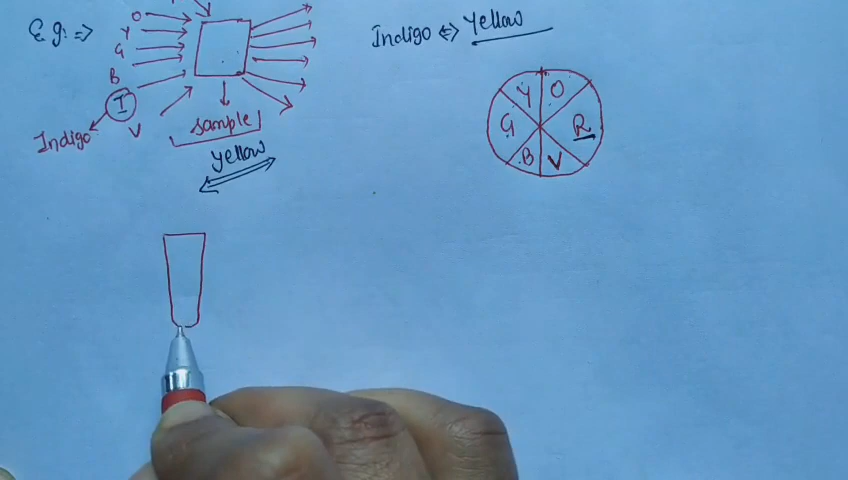 E.g:⇒
O
Y
G
B
I
V
Indigo
sample
Yellow
Indigo ⇔ Yellow
Y O
G R
B V